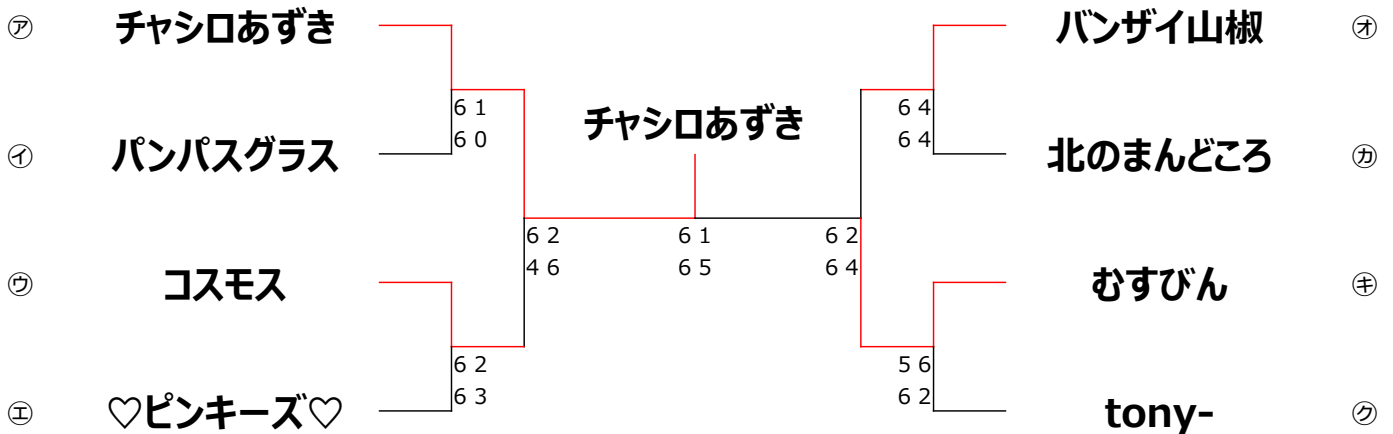 ㋐ チャシロあずき バンザイ山椒 ㋔
6 1 6 4
チャシロあずき
6 0 6 4
㋑ パンパスグラス 北のまんどころ ㋕
6 2 6 1 6 2
4 6 6 5 6 4
㋒ コスモス むすびん ㋖
6 2 5 6
6 3 6 2
㋓ ♡ピンキーズ♡ tony- ㋗